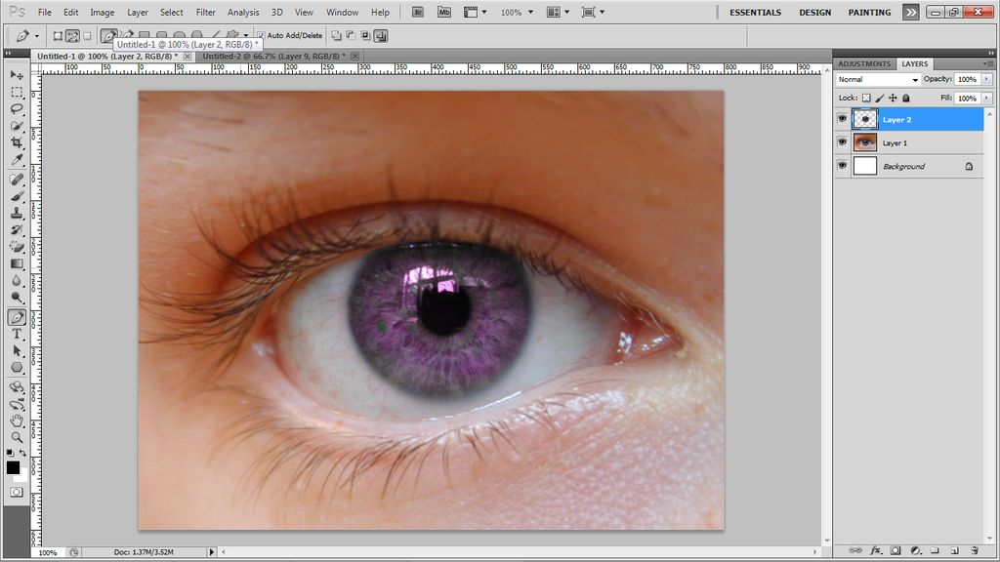 Ps File Edit Image Layer Select Filter Analysis 3D View Window Help Br Mb 100% ESSENTIALS DESIGN PAINTING
Auto Add/Delete
Untitled-1 @ 100% (Layer 2, RGB/8) *
Untitled-1 @ 100% (Layer 2, RGB/8) * Untitled-2 @ 66.7% (Layer 9, RGB/8) *
100 50 0 50 100 150 200 250 300 350 400 450 500 550 600 650 700 750 800 850 900
ADJUSTMENTS LAYERS
Normal Opacity: 100%
Lock: Fill: 100%
Layer 2
Layer 1
Background
T
100% Doc: 1.37M/3.52M
fx